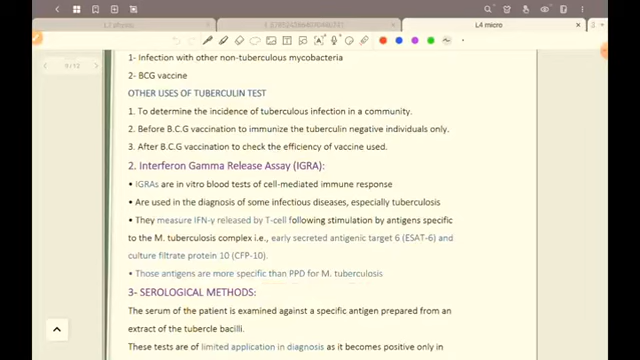 L4 micro
9 / 12
1- Infection with other non-tuberculous mycobacteria
2- BCG vaccine
OTHER USES OF TUBERCULIN TEST
1. To determine the incidence of tuberculous infection in a community.
2. Before B.C.G vaccination to immunize the tuberculin negative individuals only.
3. After B.C.G vaccination to check the efficiency of vaccine used.
2. Interferon Gamma Release Assay (IGRA):
• IGRAs are in vitro blood tests of cell-mediated immune response
• Are used in the diagnosis of some infectious diseases, especially tuberculosis
• They measure IFN-γ released by T-cell following stimulation by antigens specific
to the M. tuberculosis complex i.e., early secreted antigenic target 6 (ESAT-6) and
culture filtrate protein 10 (CFP-10).
• Those antigens are more specific than PPD for M. tuberculosis
3- SEROLOGICAL METHODS:
The serum of the patient is examined against a specific antigen prepared from an
extract of the tubercle bacilli.
These tests are of limited application in diagnosis as it becomes positive only in